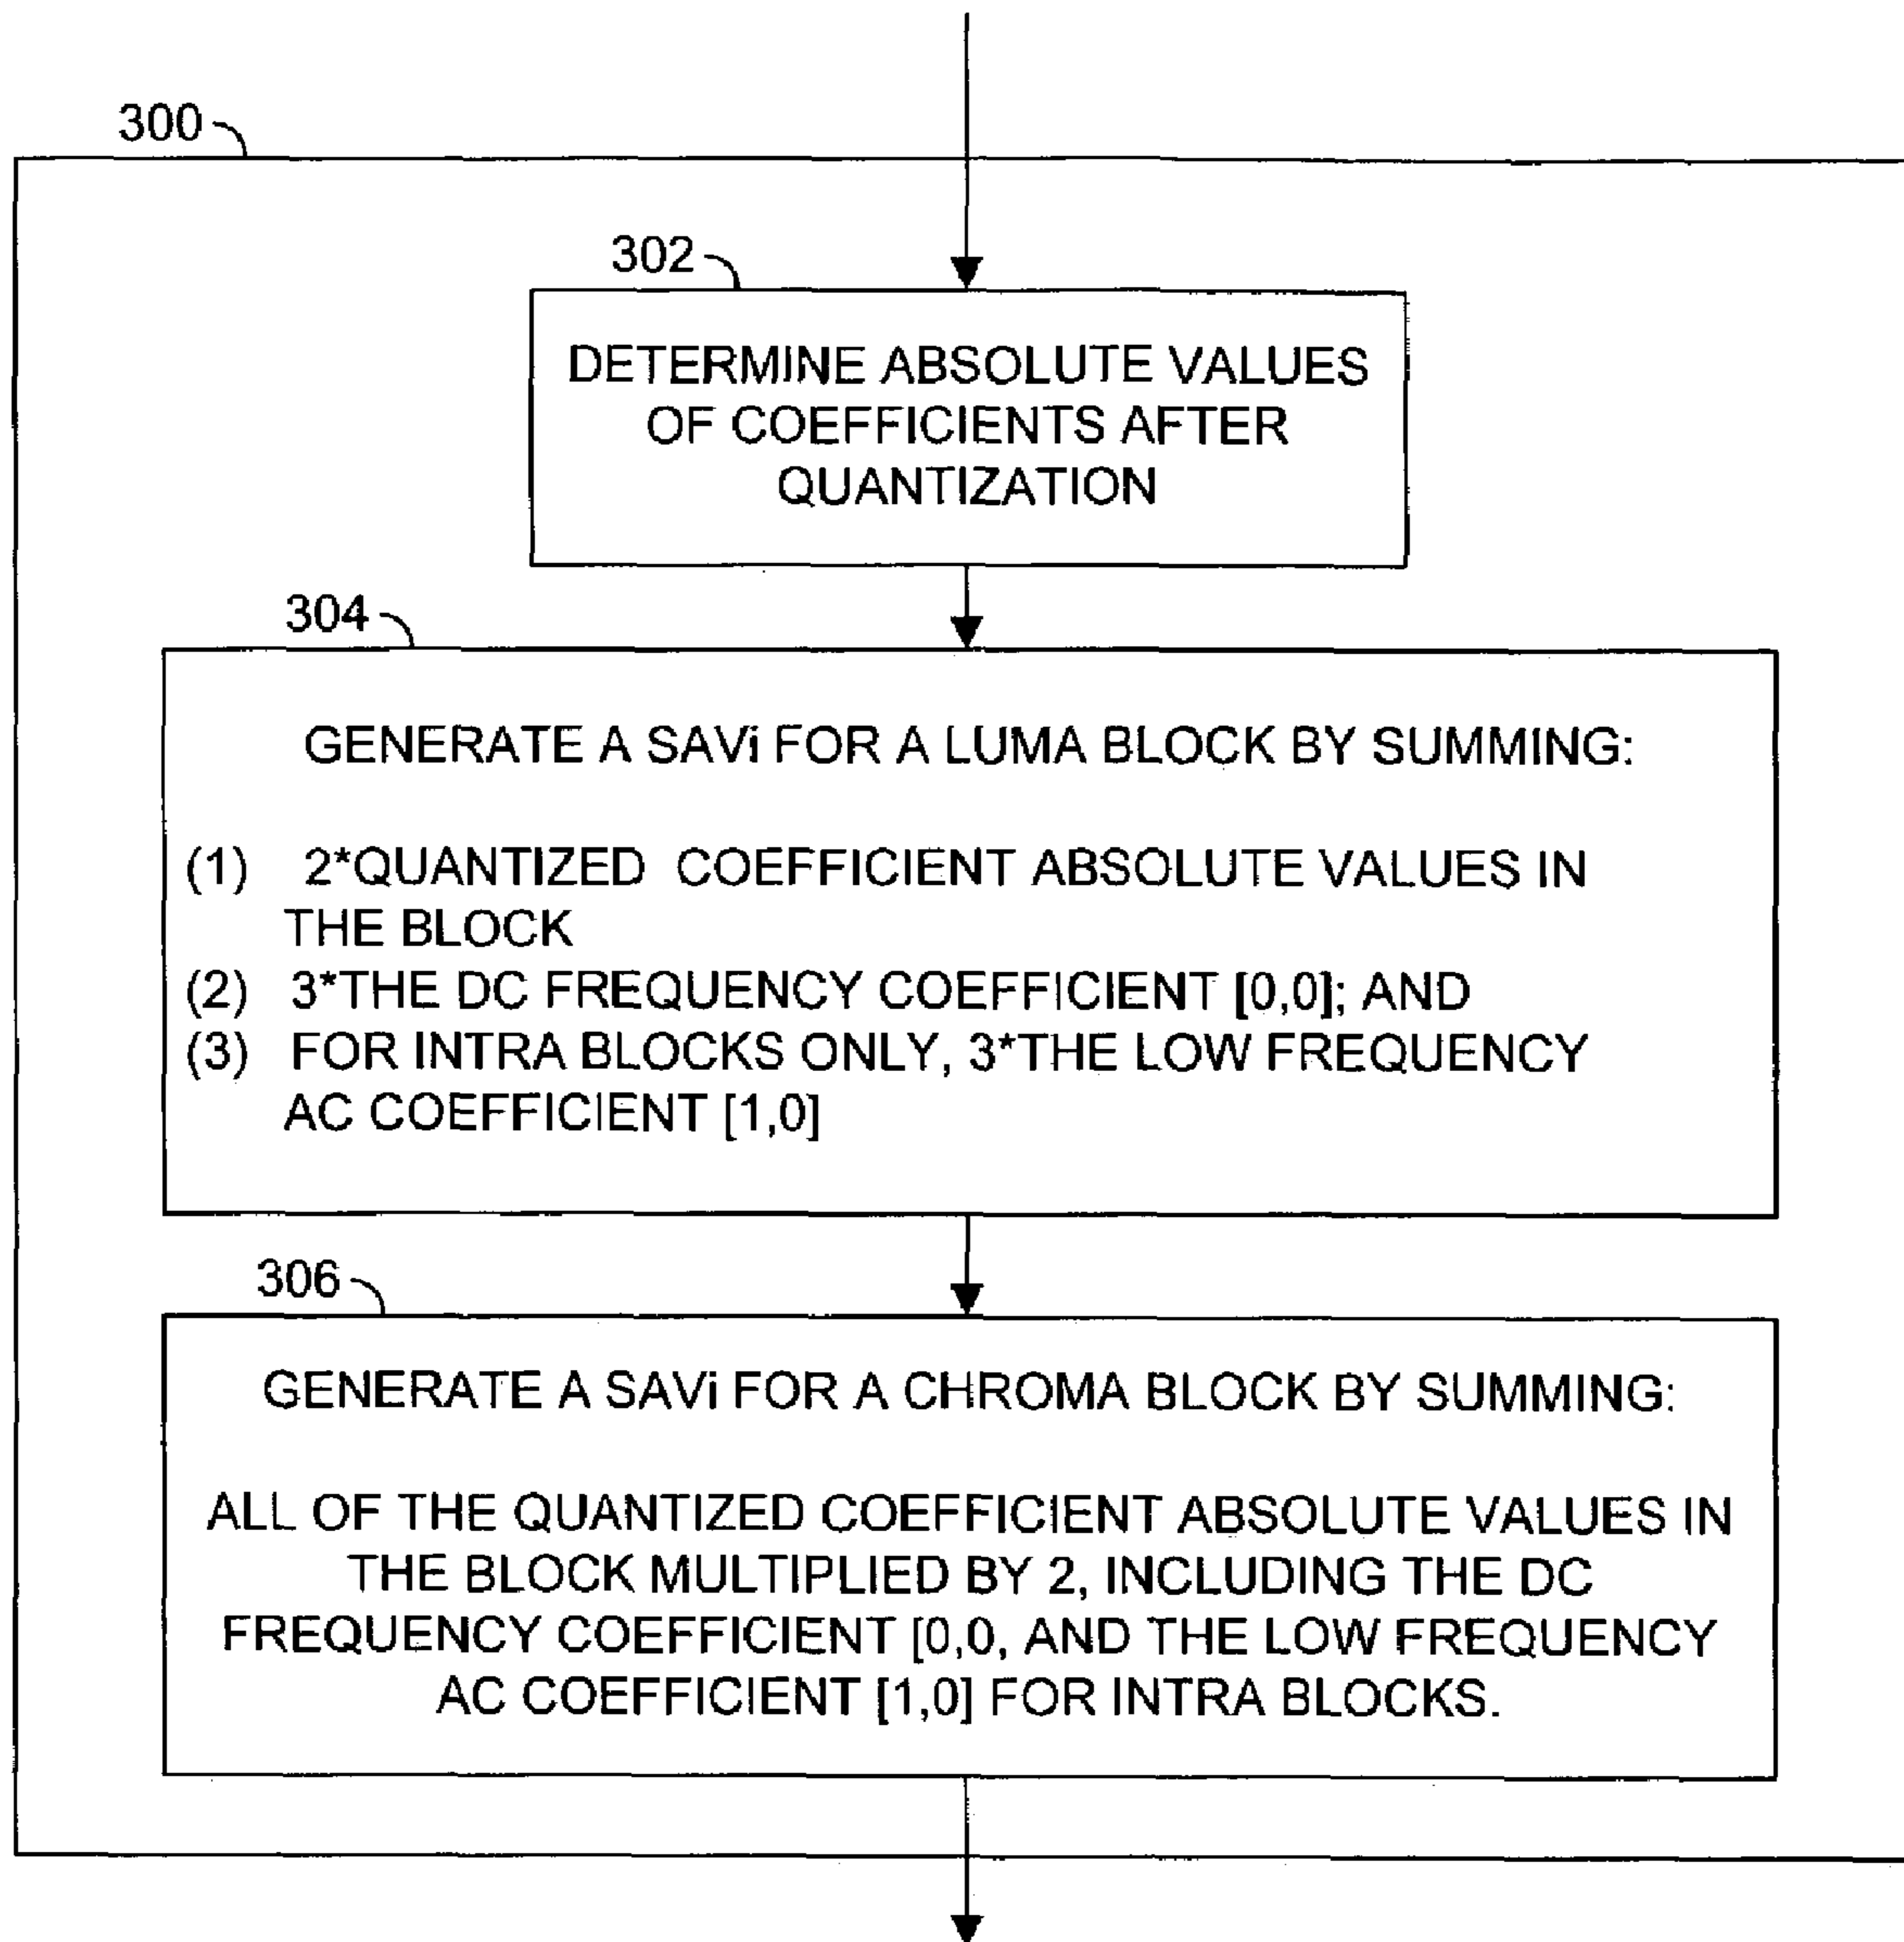 300
302
DETERMINE ABSOLUTE VALUES
OF COEFFICIENTS AFTER
QUANTIZATION
304
GENERATE A SAVi FOR A LUMA BLOCK BY SUMMING:
(1) 2*QUANTIZED COEFFICIENT ABSOLUTE VALUES IN
THE BLOCK
(2) 3*THE DC FREQUENCY COEFFICIENT [0,0]; AND
(3) FOR INTRA BLOCKS ONLY, 3*THE LOW FREQUENCY
AC COEFFICIENT [1,0]
306
GENERATE A SAVi FOR A CHROMA BLOCK BY SUMMING:
ALL OF THE QUANTIZED COEFFICIENT ABSOLUTE VALUES IN
THE BLOCK MULTIPLIED BY 2, INCLUDING THE DC
FREQUENCY COEFFICIENT [0,0, AND THE LOW FREQUENCY
AC COEFFICIENT [1,0] FOR INTRA BLOCKS.